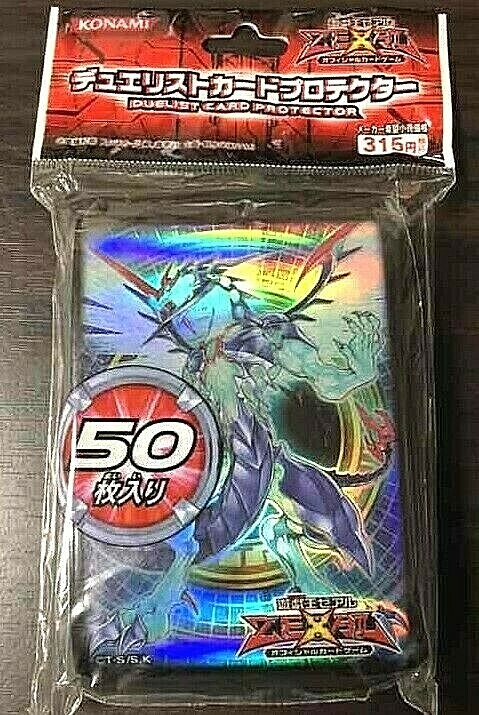 KONAMI
遊戯王ゼアル
ZEXAL
オフィシャルカードゲーム
デュエリストカードプロテクター
DUELIST CARD PROTECTOR
メーカー希望小売価格
315円
50
枚入り
遊戯王ゼアル
ZEXAL
オフィシャルカードゲーム
CT-S/S.K